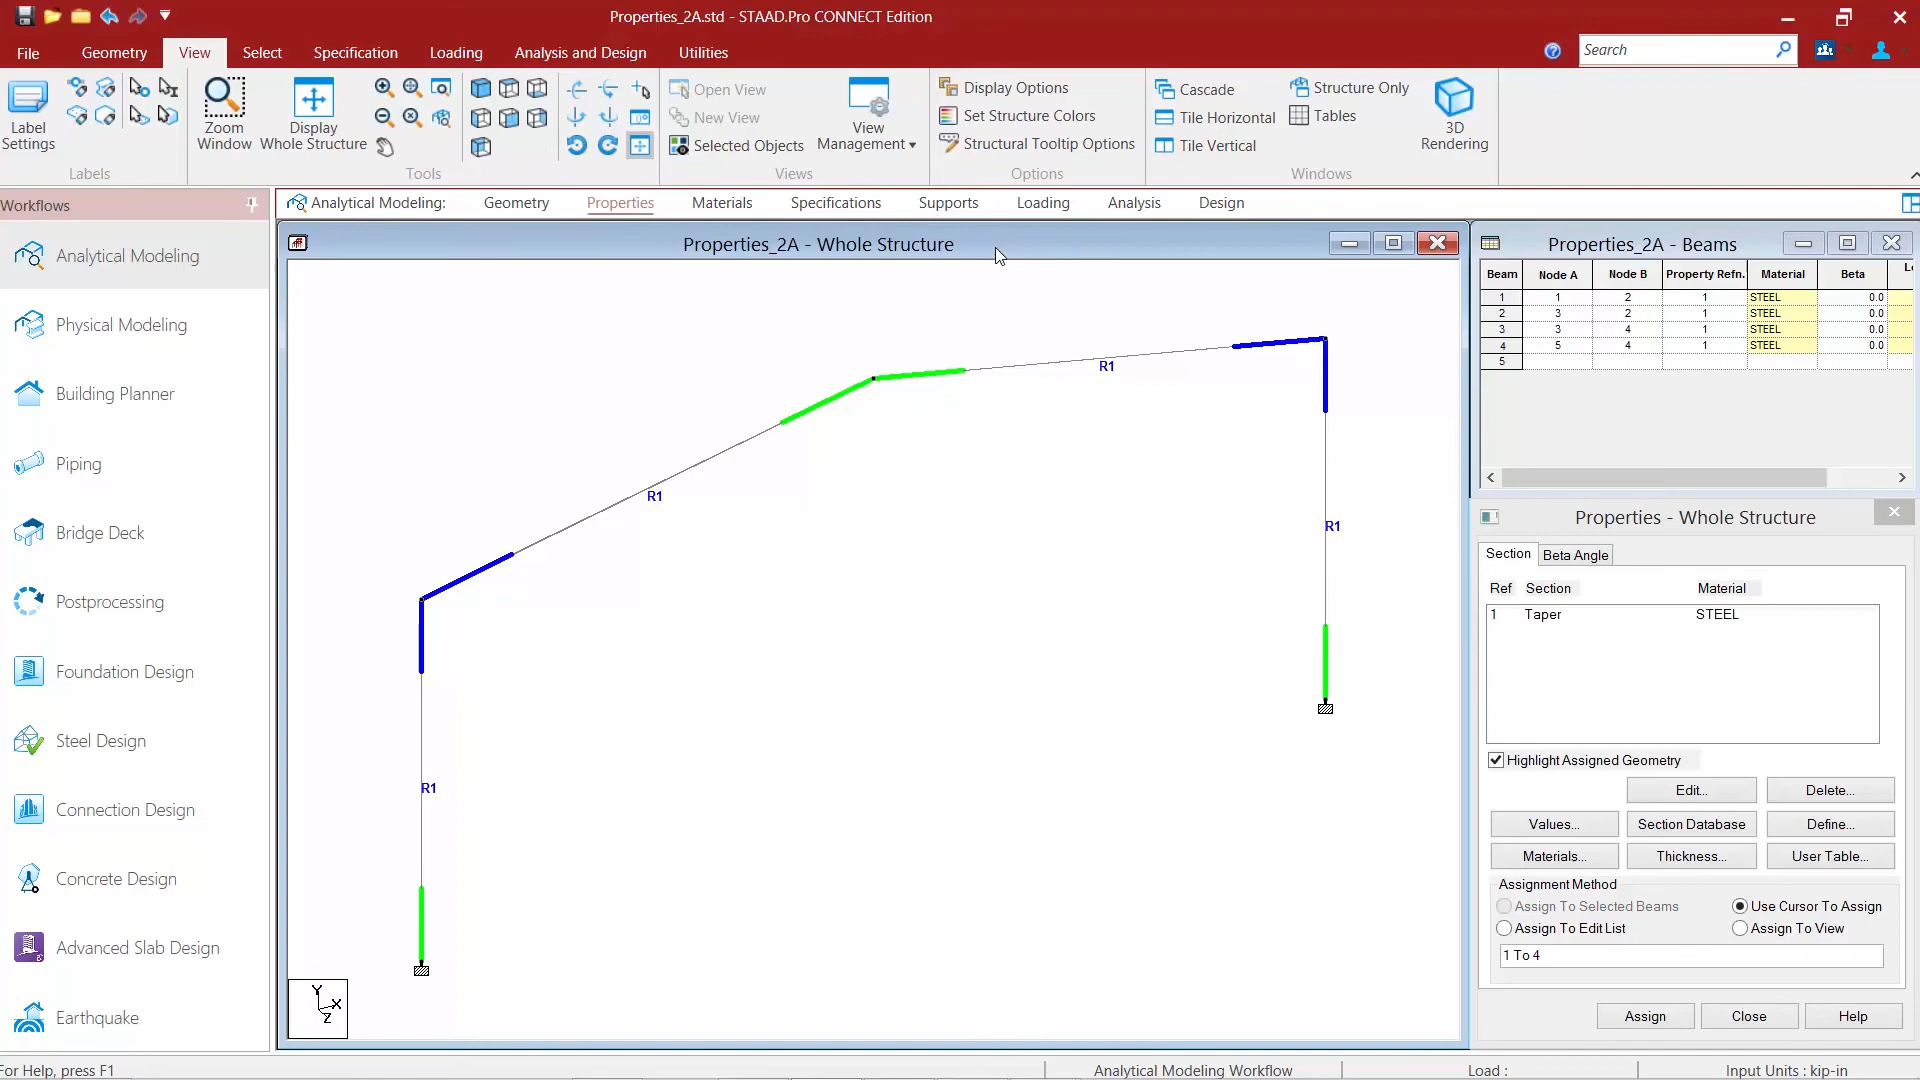 Properties_2A.std - STAAD.Pro CONNECT Edition
File Geometry View Select Specification Loading Analysis and Design Utilities
Search
Label Settings
Labels
Zoom Window
Display Whole Structure
Tools
Open View
New View
Selected Objects
View Management
Views
Display Options
Set Structure Colors
Structural Tooltip Options
Options
Cascade
Tile Horizontal
Tile Vertical
Structure Only
Tables
3D Rendering
Windows
Workflows
Analytical Modeling
Physical Modeling
Building Planner
Piping
Bridge Deck
Postprocessing
Foundation Design
Steel Design
Connection Design
Concrete Design
Advanced Slab Design
Earthquake
Analytical Modeling: Geometry Properties Materials Specifications Supports Loading Analysis Design
Properties_2A - Whole Structure
R1
R1
R1
R1
Y
X
Z
Properties_2A - Beams
Beam Node A Node B Property Refn. Material Beta
1 1 2 1 STEEL 0.0
2 3 2 1 STEEL 0.0
3 3 4 1 STEEL 0.0
4 5 4 1 STEEL 0.0
5
Properties - Whole Structure
Section Beta Angle
Ref Section Material
1 Taper STEEL
Highlight Assigned Geometry
Edit... Delete...
Values... Section Database Define...
Materials... Thickness... User Table...
Assignment Method
Assign To Selected Beams Use Cursor To Assign
Assign To Edit List Assign To View
1 To 4
Assign Close Help
For Help, press F1
Analytical Modeling Workflow
Load :
Input Units : kip-in